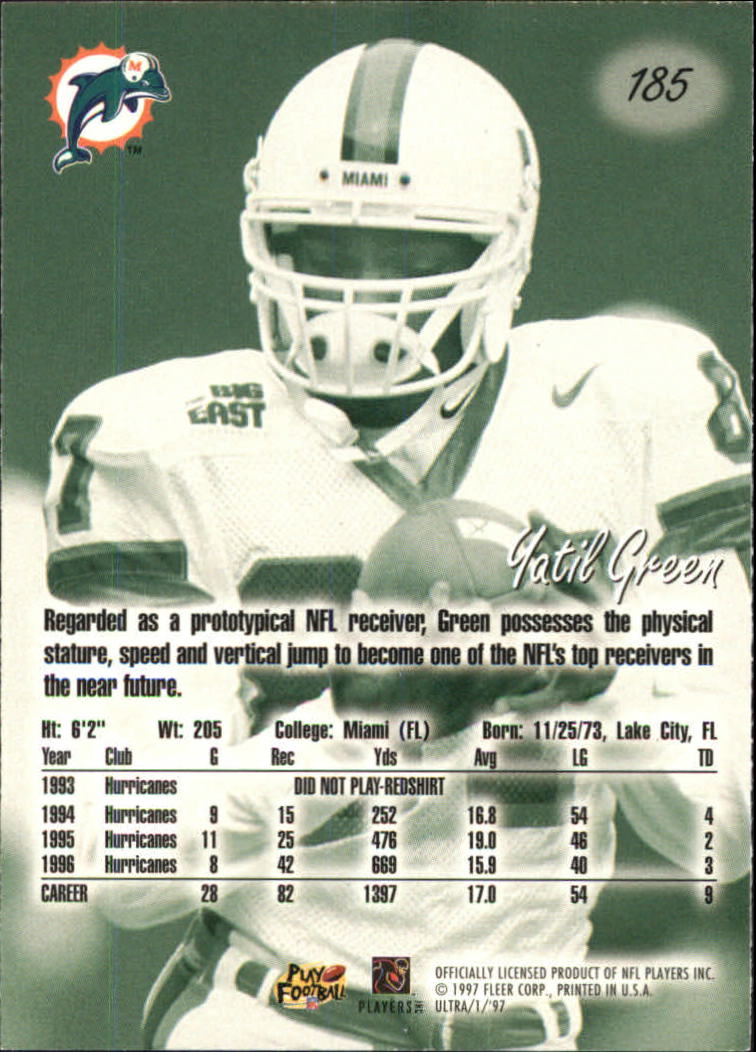 M
TM
185
MIAMI
THE BIG
EAST
Yatil Green
Regarded as a prototypical NFL receiver, Green possesses the physical
stature, speed and vertical jump to become one of the NFL's top receivers in
the near future.
Ht: 6'2" Wt: 205 College: Miami (FL) Born: 11/25/73, Lake City, FL
Year Club G Rec Yds Avg LG TD
1993 Hurricanes DID NOT PLAY-REDSHIRT
1994 Hurricanes 9 15 252 16.8 54 4
1995 Hurricanes 11 25 476 19.0 46 2
1996 Hurricanes 8 42 669 15.9 40 3
CAREER 28 82 1397 17.0 54 9
PLAY
FOOTBALL
PLAYERS INC
OFFICIALLY LICENSED PRODUCT OF NFL PLAYERS INC.
© 1997 FLEER CORP., PRINTED IN U.S.A.
ULTRA/1/'97